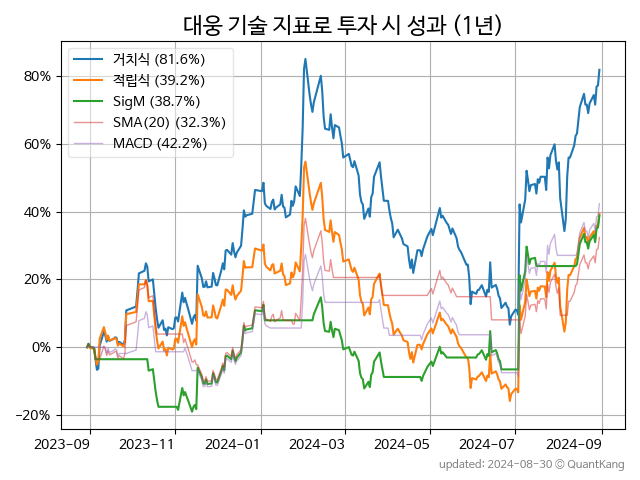 대웅 기술 지표로 투자 시 성과 (1년)
거치식 (81.6%)
적립식 (39.2%)
SigM (38.7%)
SMA(20) (32.3%)
MACD (42.2%)
80%
60%
40%
20%
0%
−20%
2023-09 2023-11 2024-01 2024-03 2024-05 2024-07 2024-09
updated: 2024-08-30 © QuantKang